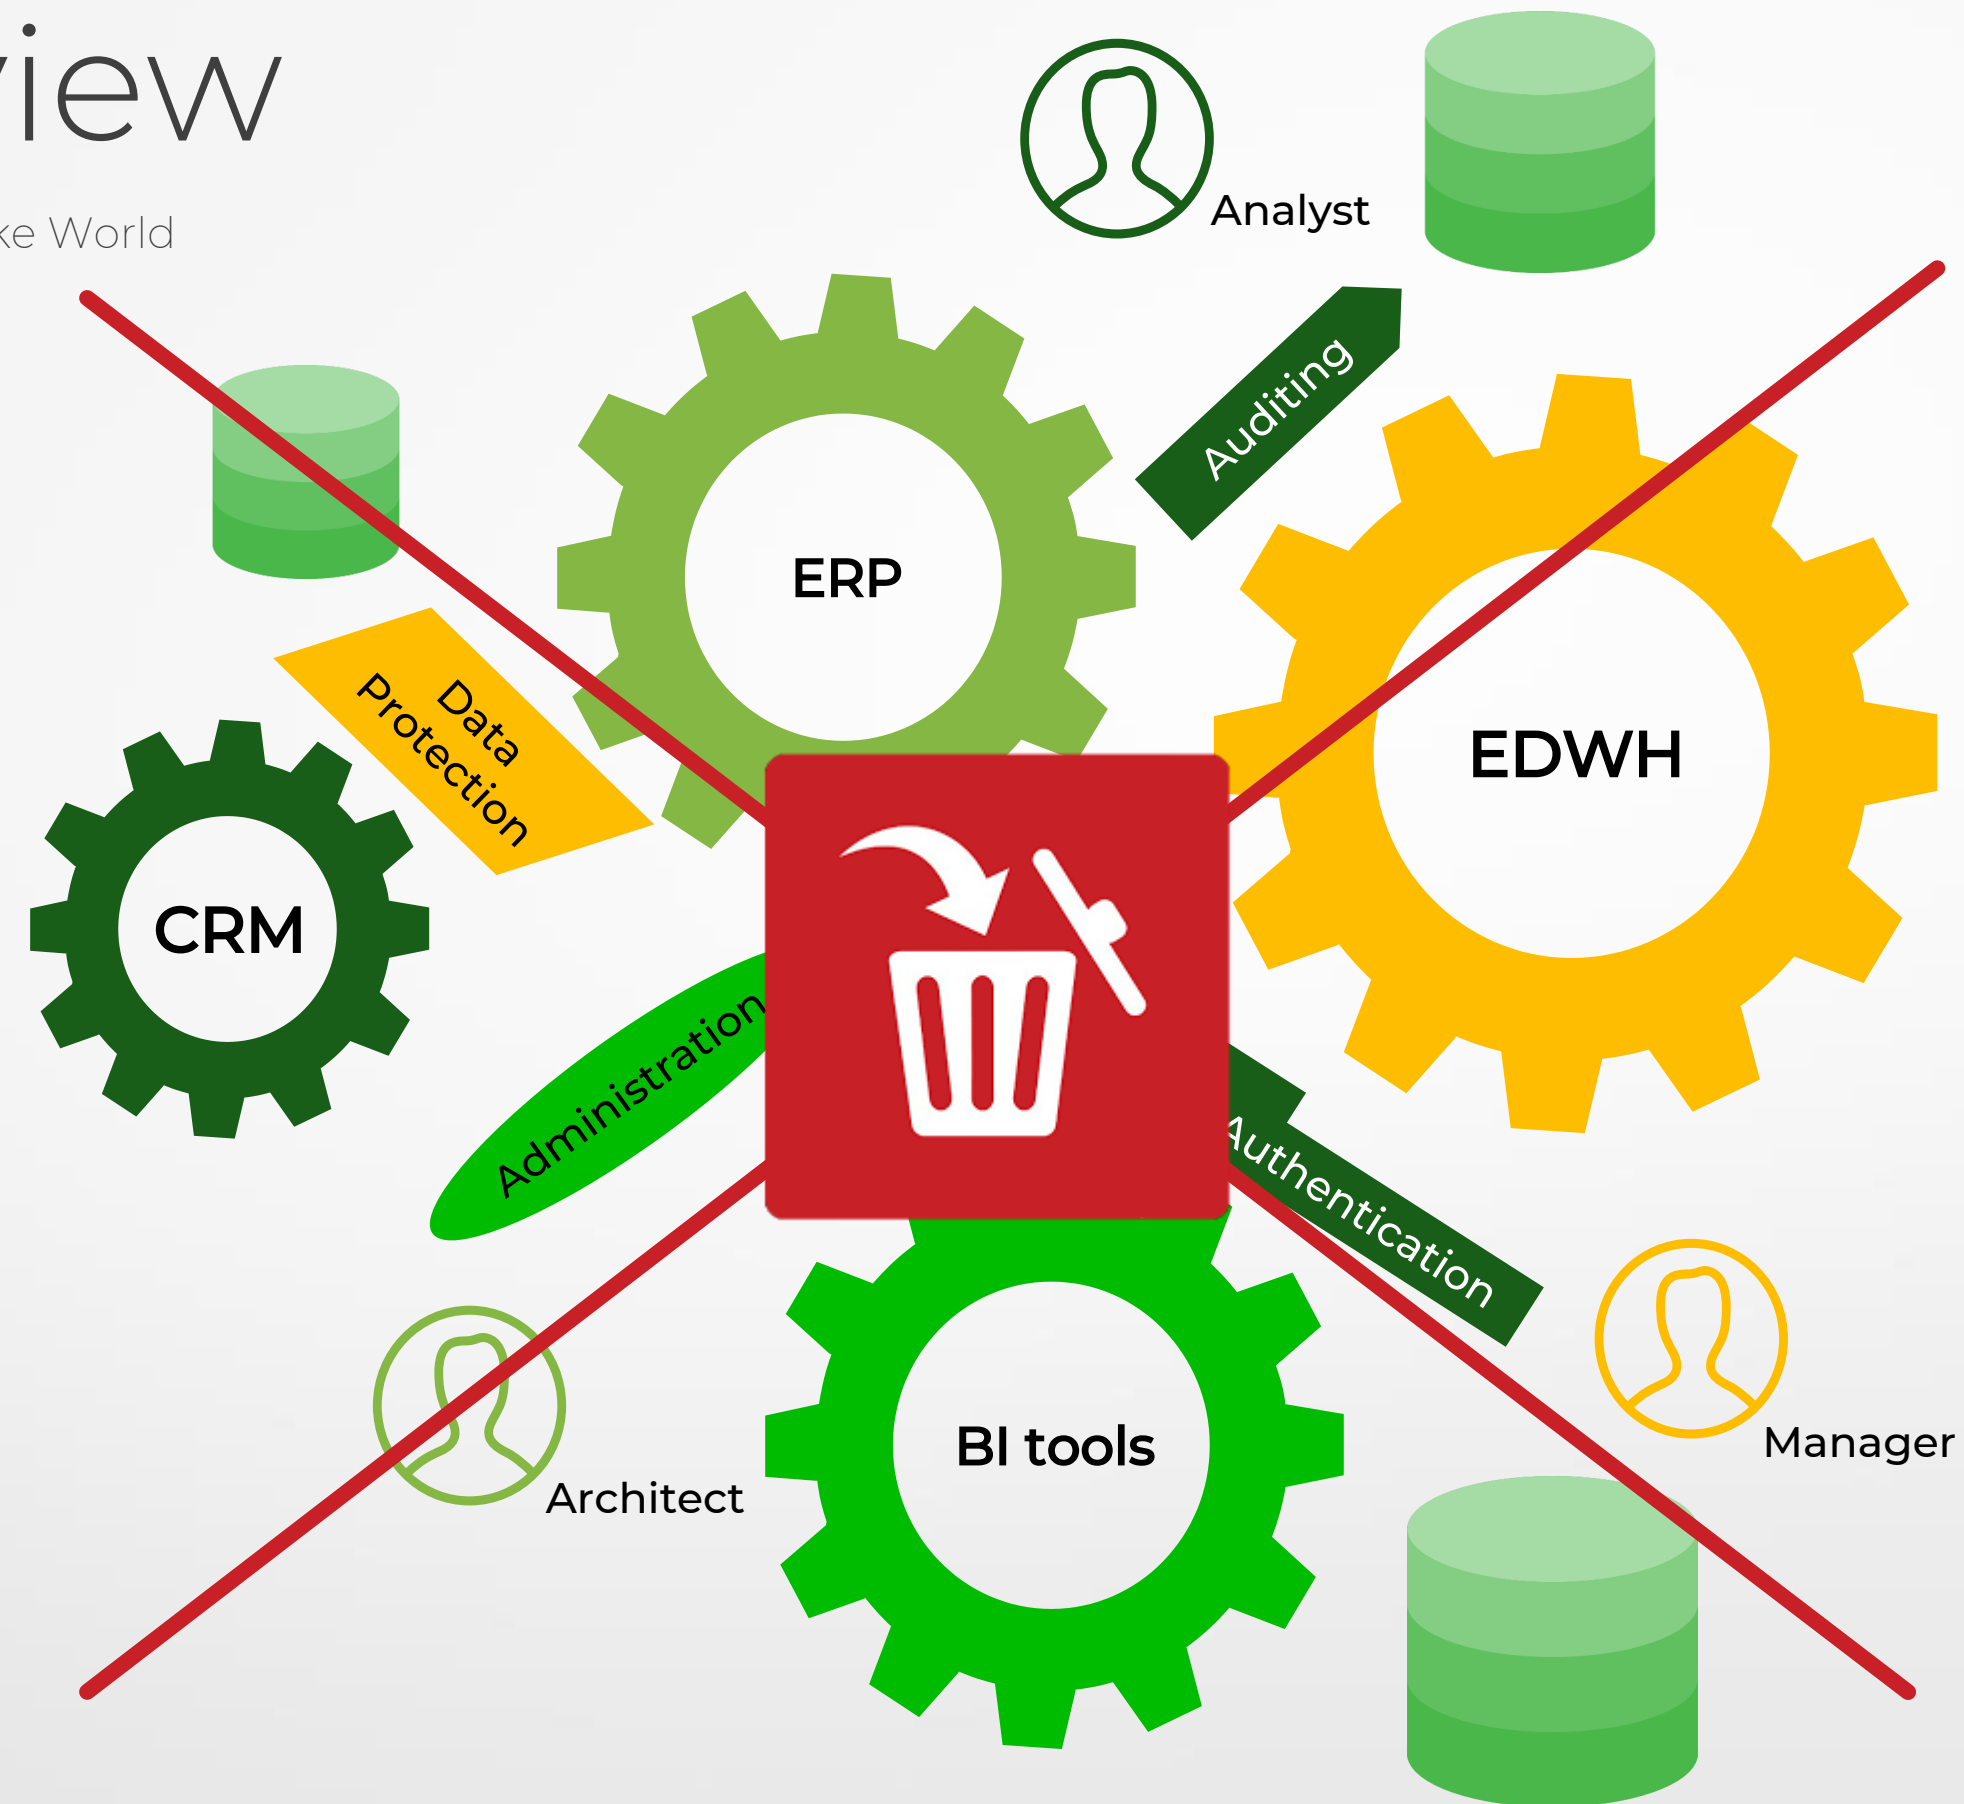 iew
ke World
Analyst
Auditing
ERP
Data
Protection
EDWH
CRM
Administration
Authentication
BI tools
Manager
Architect